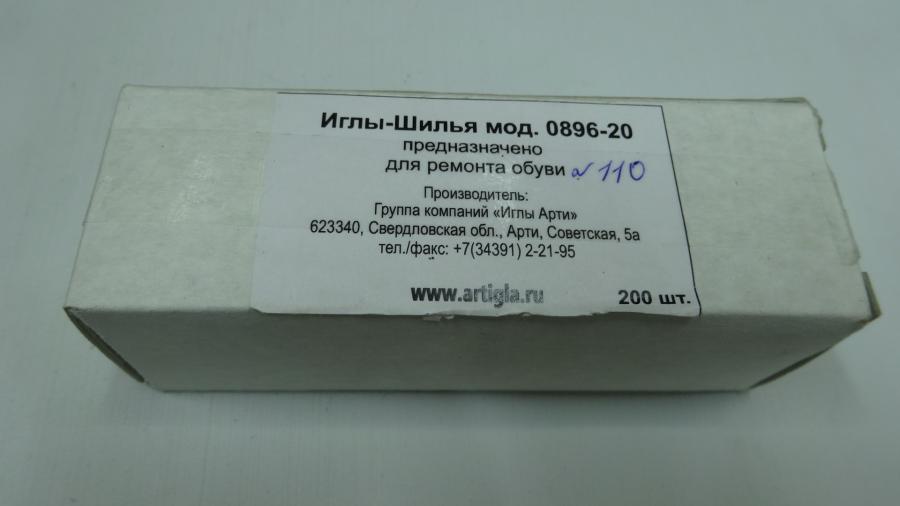 Иглы-Шилья мод. 0896-20
предназначено
для ремонта обуви № 110
Производитель:
Группа компаний «Иглы Арти»
623340, Свердловская обл., Арти, Советская, 5а
тел./факс: +7(34391) 2-21-95
www.artigla.ru 200 шт.